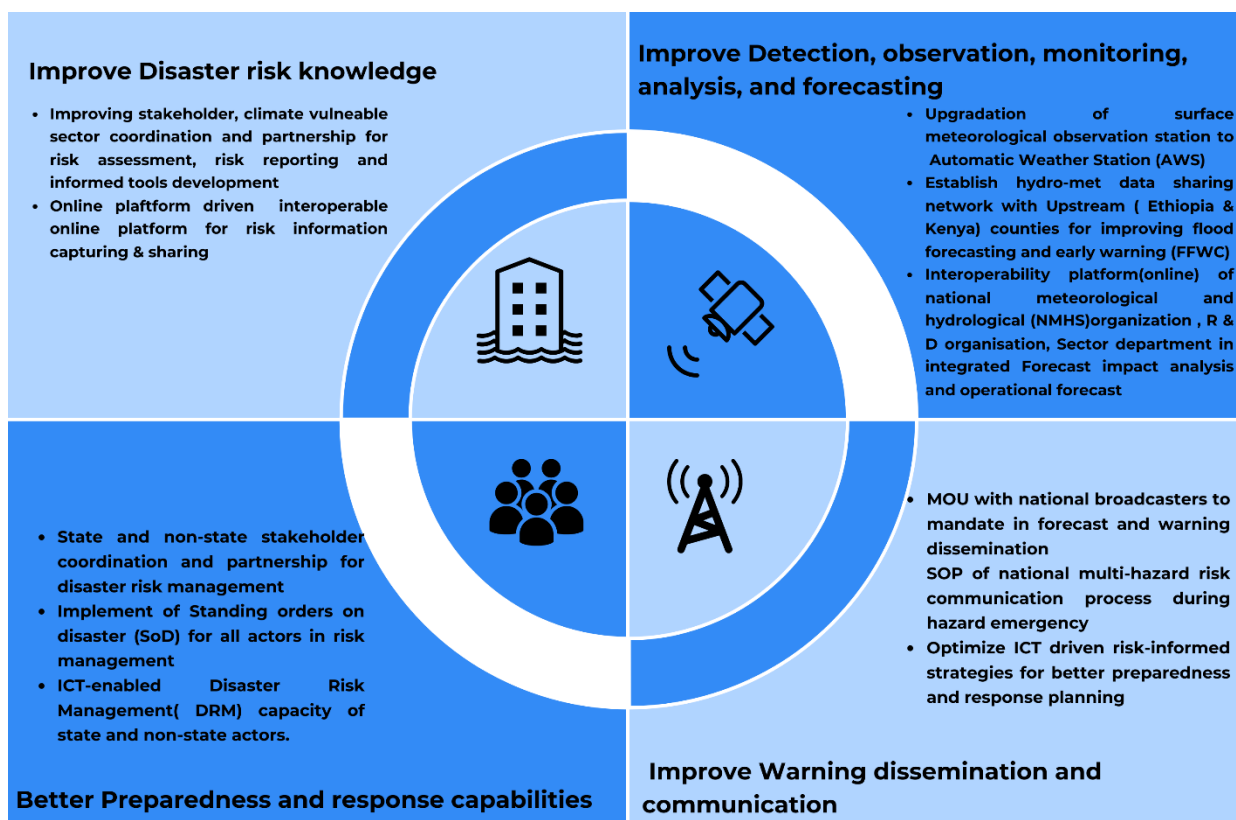 Improve Disaster risk knowledge
• Improving stakeholder, climate vulneable
sector coordination and partnership for
risk assessment, risk reporting and
informed tools development
• Online plaftform driven interoperable
online platform for risk information
capturing & sharing
Improve Detection, observation, monitoring,
analysis, and forecasting
• Upgradation of surface
meteorological observation station to
Automatic Weather Station (AWS)
• Establish hydro-met data sharing
network with Upstream ( Ethiopia &
Kenya) counties for improving flood
forecasting and early warning (FFWC)
• Interoperability platform(online) of
national meteorological and
hydrological (NMHS)organization , R &
D organisation, Sector department in
integrated Forecast impact analysis
and operational forecast
• State and non-state stakeholder
coordination and partnership for
disaster risk management
• Implement of Standing orders on
disaster (SoD) for all actors in risk
management
• ICT-enabled Disaster Risk
Management( DRM) capacity of
state and non-state actors.
Better Preparedness and response capabilities
• MOU with national broadcasters to
mandate in forecast and warning
dissemination
SOP of national multi-hazard risk
communication process during
hazard emergency
• Optimize ICT driven risk-informed
strategies for better preparedness
and response planning
Improve Warning dissemination and
communication